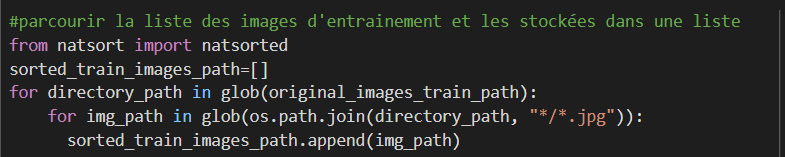 #parcourir la liste des images d'entrainement et les stockées dans une liste
from natsort import natsorted
sorted_train_images_path=[]
for directory_path in glob(original_images_train_path):
    for img_path in glob(os.path.join(directory_path, "*/*.jpg")):
      sorted_train_images_path.append(img_path)